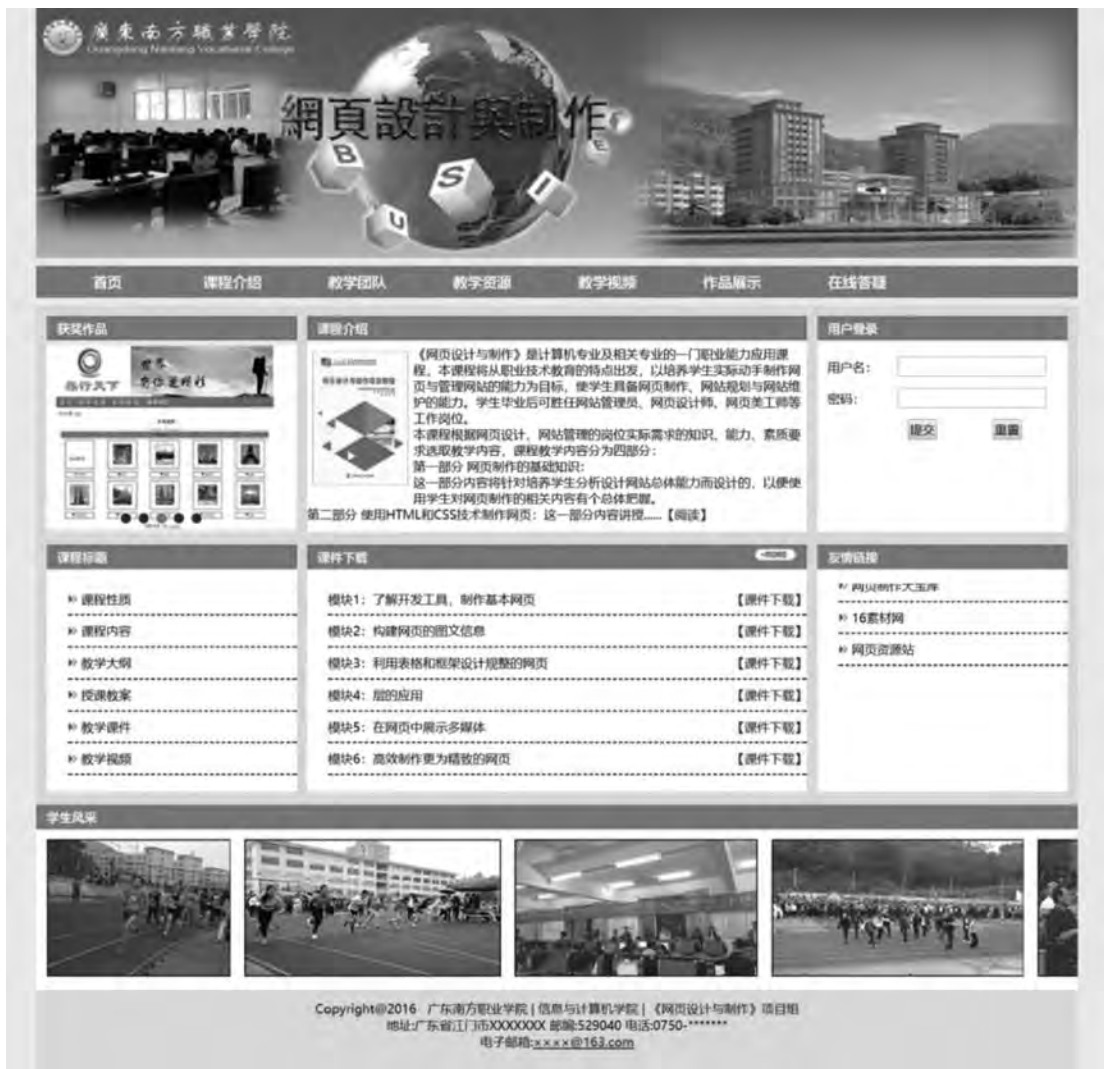 廣東南方職業學院
Guangdong Nanfang Vocational College
網頁設計與制作
B
U
S
I
E
首页 课程介绍 教学团队 教学资源 教学视频 作品展示 在线答疑
获奖作品
课程介绍
《网页设计与制作》是计算机专业及相关专业的一门职业能力应用课
程，本课程将从职业技术教育的特点出发，以培养学生实际动手制作网
页与管理网站的能力为目标，使学生具备网页制作、网站规划与网站维
护的能力。学生毕业后可胜任网站管理员、网页设计师、网页美工师等
工作岗位。
本课程根据网页设计、网站管理的岗位实际需求的知识、能力、素质要
求选取教学内容，课程教学内容分为四部分：
第一部分 网页制作的基础知识：
这一部分内容将针对培养学生分析设计网站总体能力而设计的，以便使
用学生对网页制作的相关内容有个总体把握。
第二部分 使用HTML和CSS技术制作网页：这一部分内容讲授......【阅读】
用户登录
用户名：
密码：
提交 重置
课程标题
课程性质
课程内容
教学大纲
授课教案
教学课件
教学视频
课件下载
模块1：了解开发工具，制作基本网页 【课件下载】
模块2：构建网页的图文信息 【课件下载】
模块3：利用表格和框架设计规整的网页 【课件下载】
模块4：层的应用 【课件下载】
模块5：在网页中展示多媒体 【课件下载】
模块6：高效制作更为精致的网页 【课件下载】
友情链接
网页制作大宝库
16素材网
网页资源站
学生风采
Copyright@2016 广东南方职业学院 | 信息与计算机学院 | 《网页设计与制作》项目组
地址:广东省江门市XXXXXXX 邮编:529040 电话:0750-*******
电子邮箱:××××@163.com